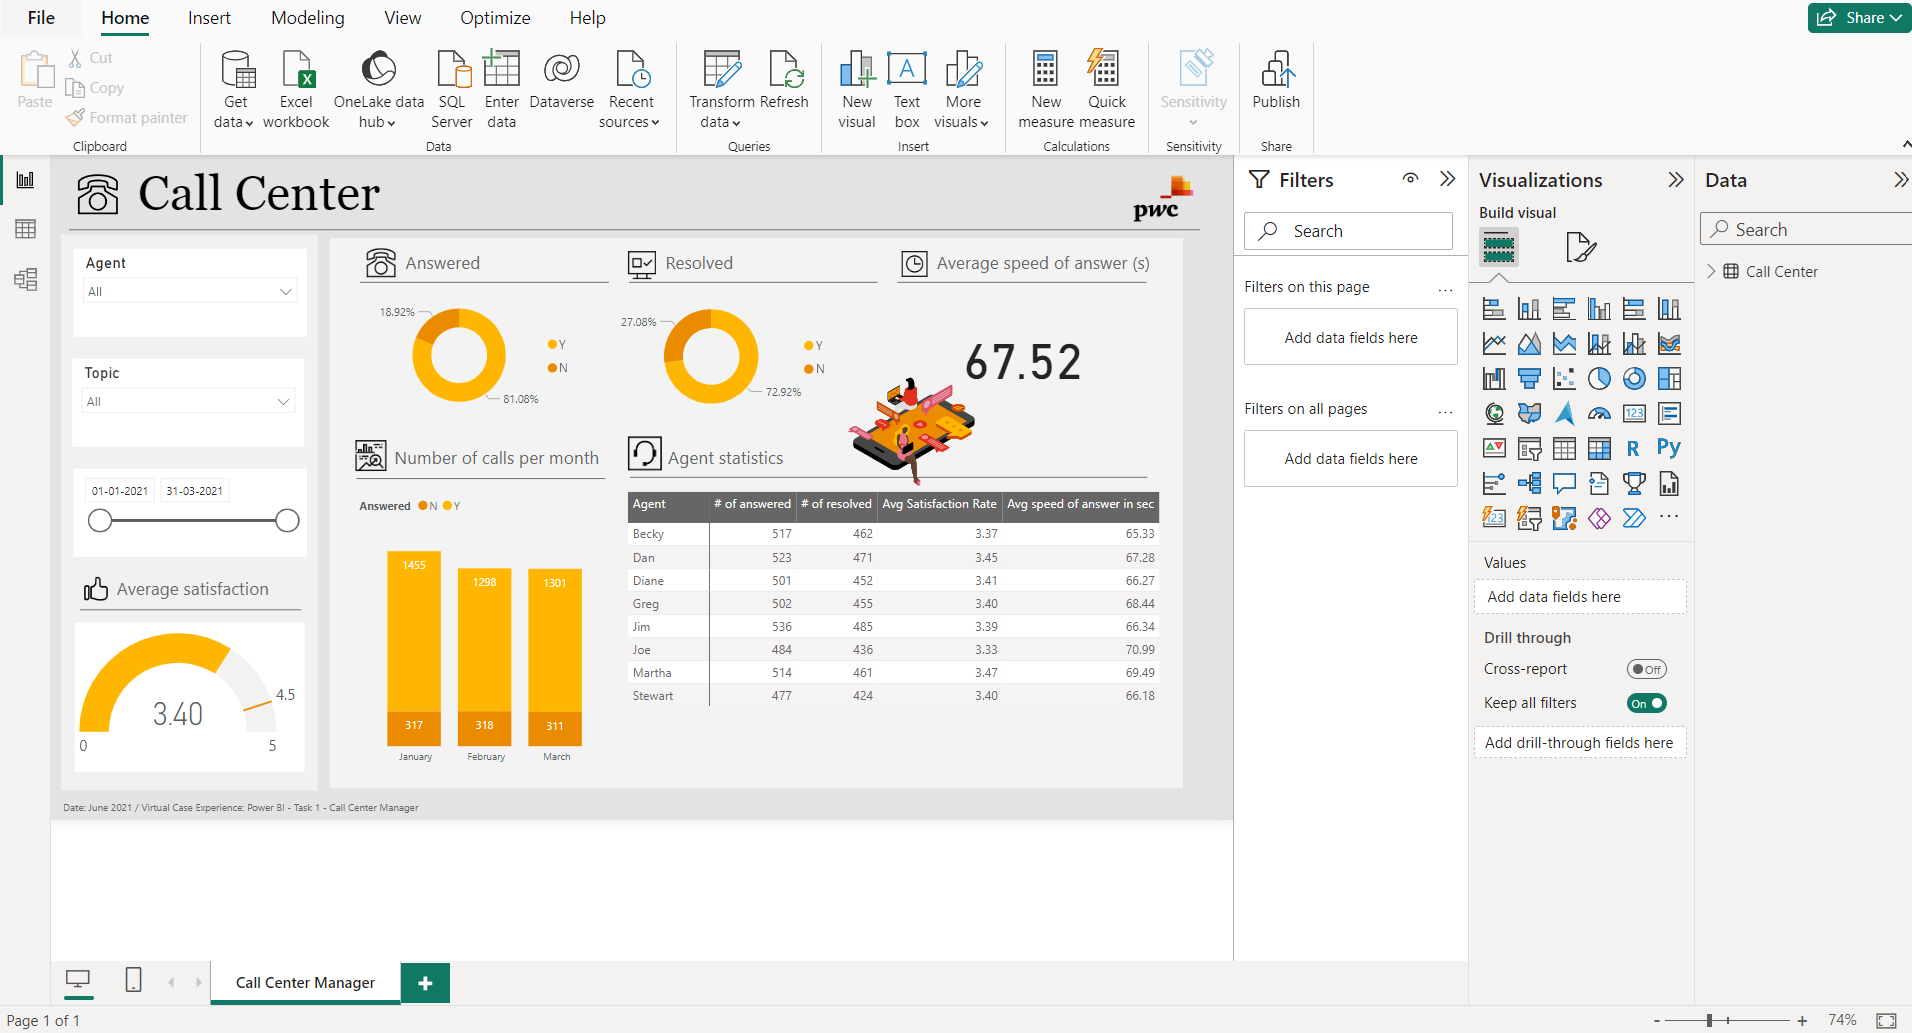 File Home Insert Modeling View Optimize Help Share
Paste Cut Copy Format painter
Get data Excel workbook OneLake data hub SQL Server Enter data Dataverse Recent sources Transform data Refresh New visual Text box More visuals New measure Quick measure Sensitivity Publish
Clipboard Data Queries Insert Calculations Sensitivity Share
Call Center
pwc
Agent
All
Topic
All
01-01-2021 31-03-2021
Average satisfaction
3.40
4.5
0 5
Answered
18.92%
81.08%
Y
N
Resolved
27.08%
72.92%
Y
N
Average speed of answer (s)
67.52
Number of calls per month
Answered N Y
1455 1298 1301
317 318 311
January February March
Agent statistics
Agent # of answered # of resolved Avg Satisfaction Rate Avg speed of answer in sec
Becky 517 462 3.37 65.33
Dan 523 471 3.45 67.28
Diane 501 452 3.41 66.27
Greg 502 455 3.40 68.44
Jim 536 485 3.39 66.34
Joe 484 436 3.33 70.99
Martha 514 461 3.47 69.49
Stewart 477 424 3.40 66.18
Date: June 2021 / Virtual Case Experience: Power BI - Task 1 - Call Center Manager
Filters
Search
Filters on this page ...
Add data fields here
Filters on all pages ...
Add data fields here
Visualizations
Build visual
123
R Py
123
...
Values
Add data fields here
Drill through
Cross-report Off
Keep all filters On
Add drill-through fields here
Data
Search
Call Center
Call Center Manager +
Page 1 of 1 - + 74%